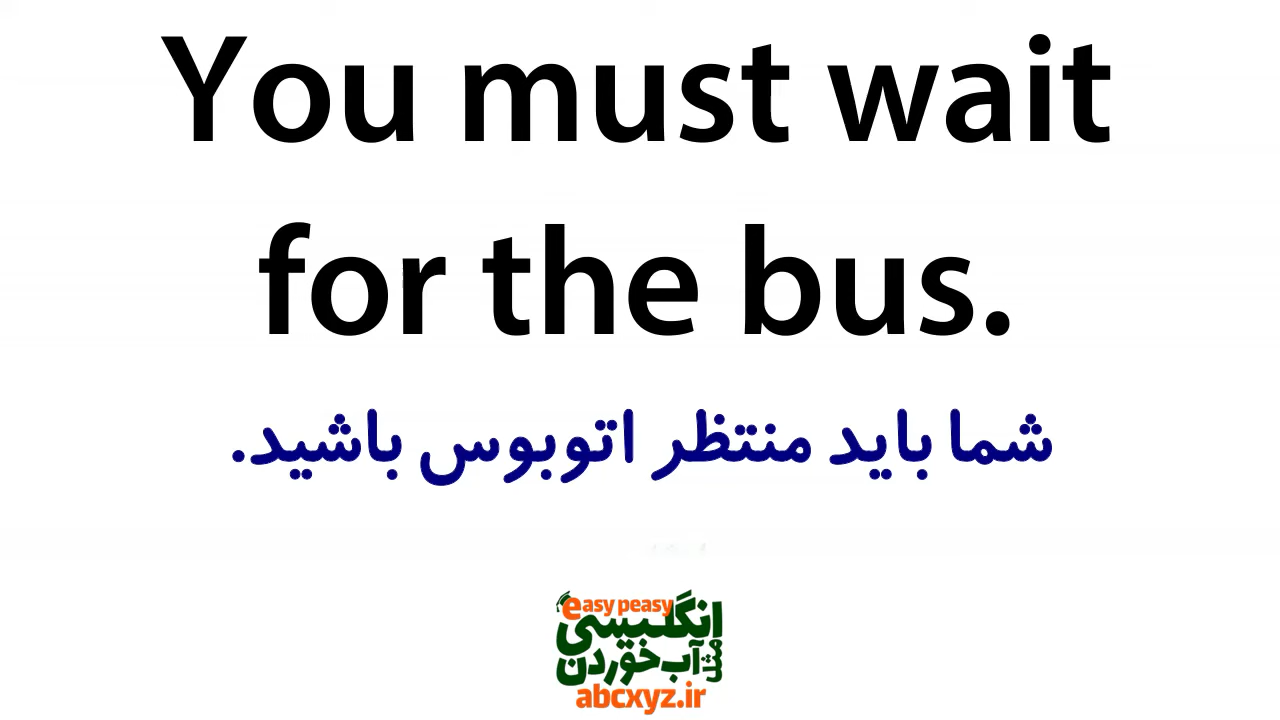 You must wait
for the bus.
شما باید منتظر اتوبوس باشید.
easy peasy
انگلیسی
مثل آب خوردن
abcxyz.ir